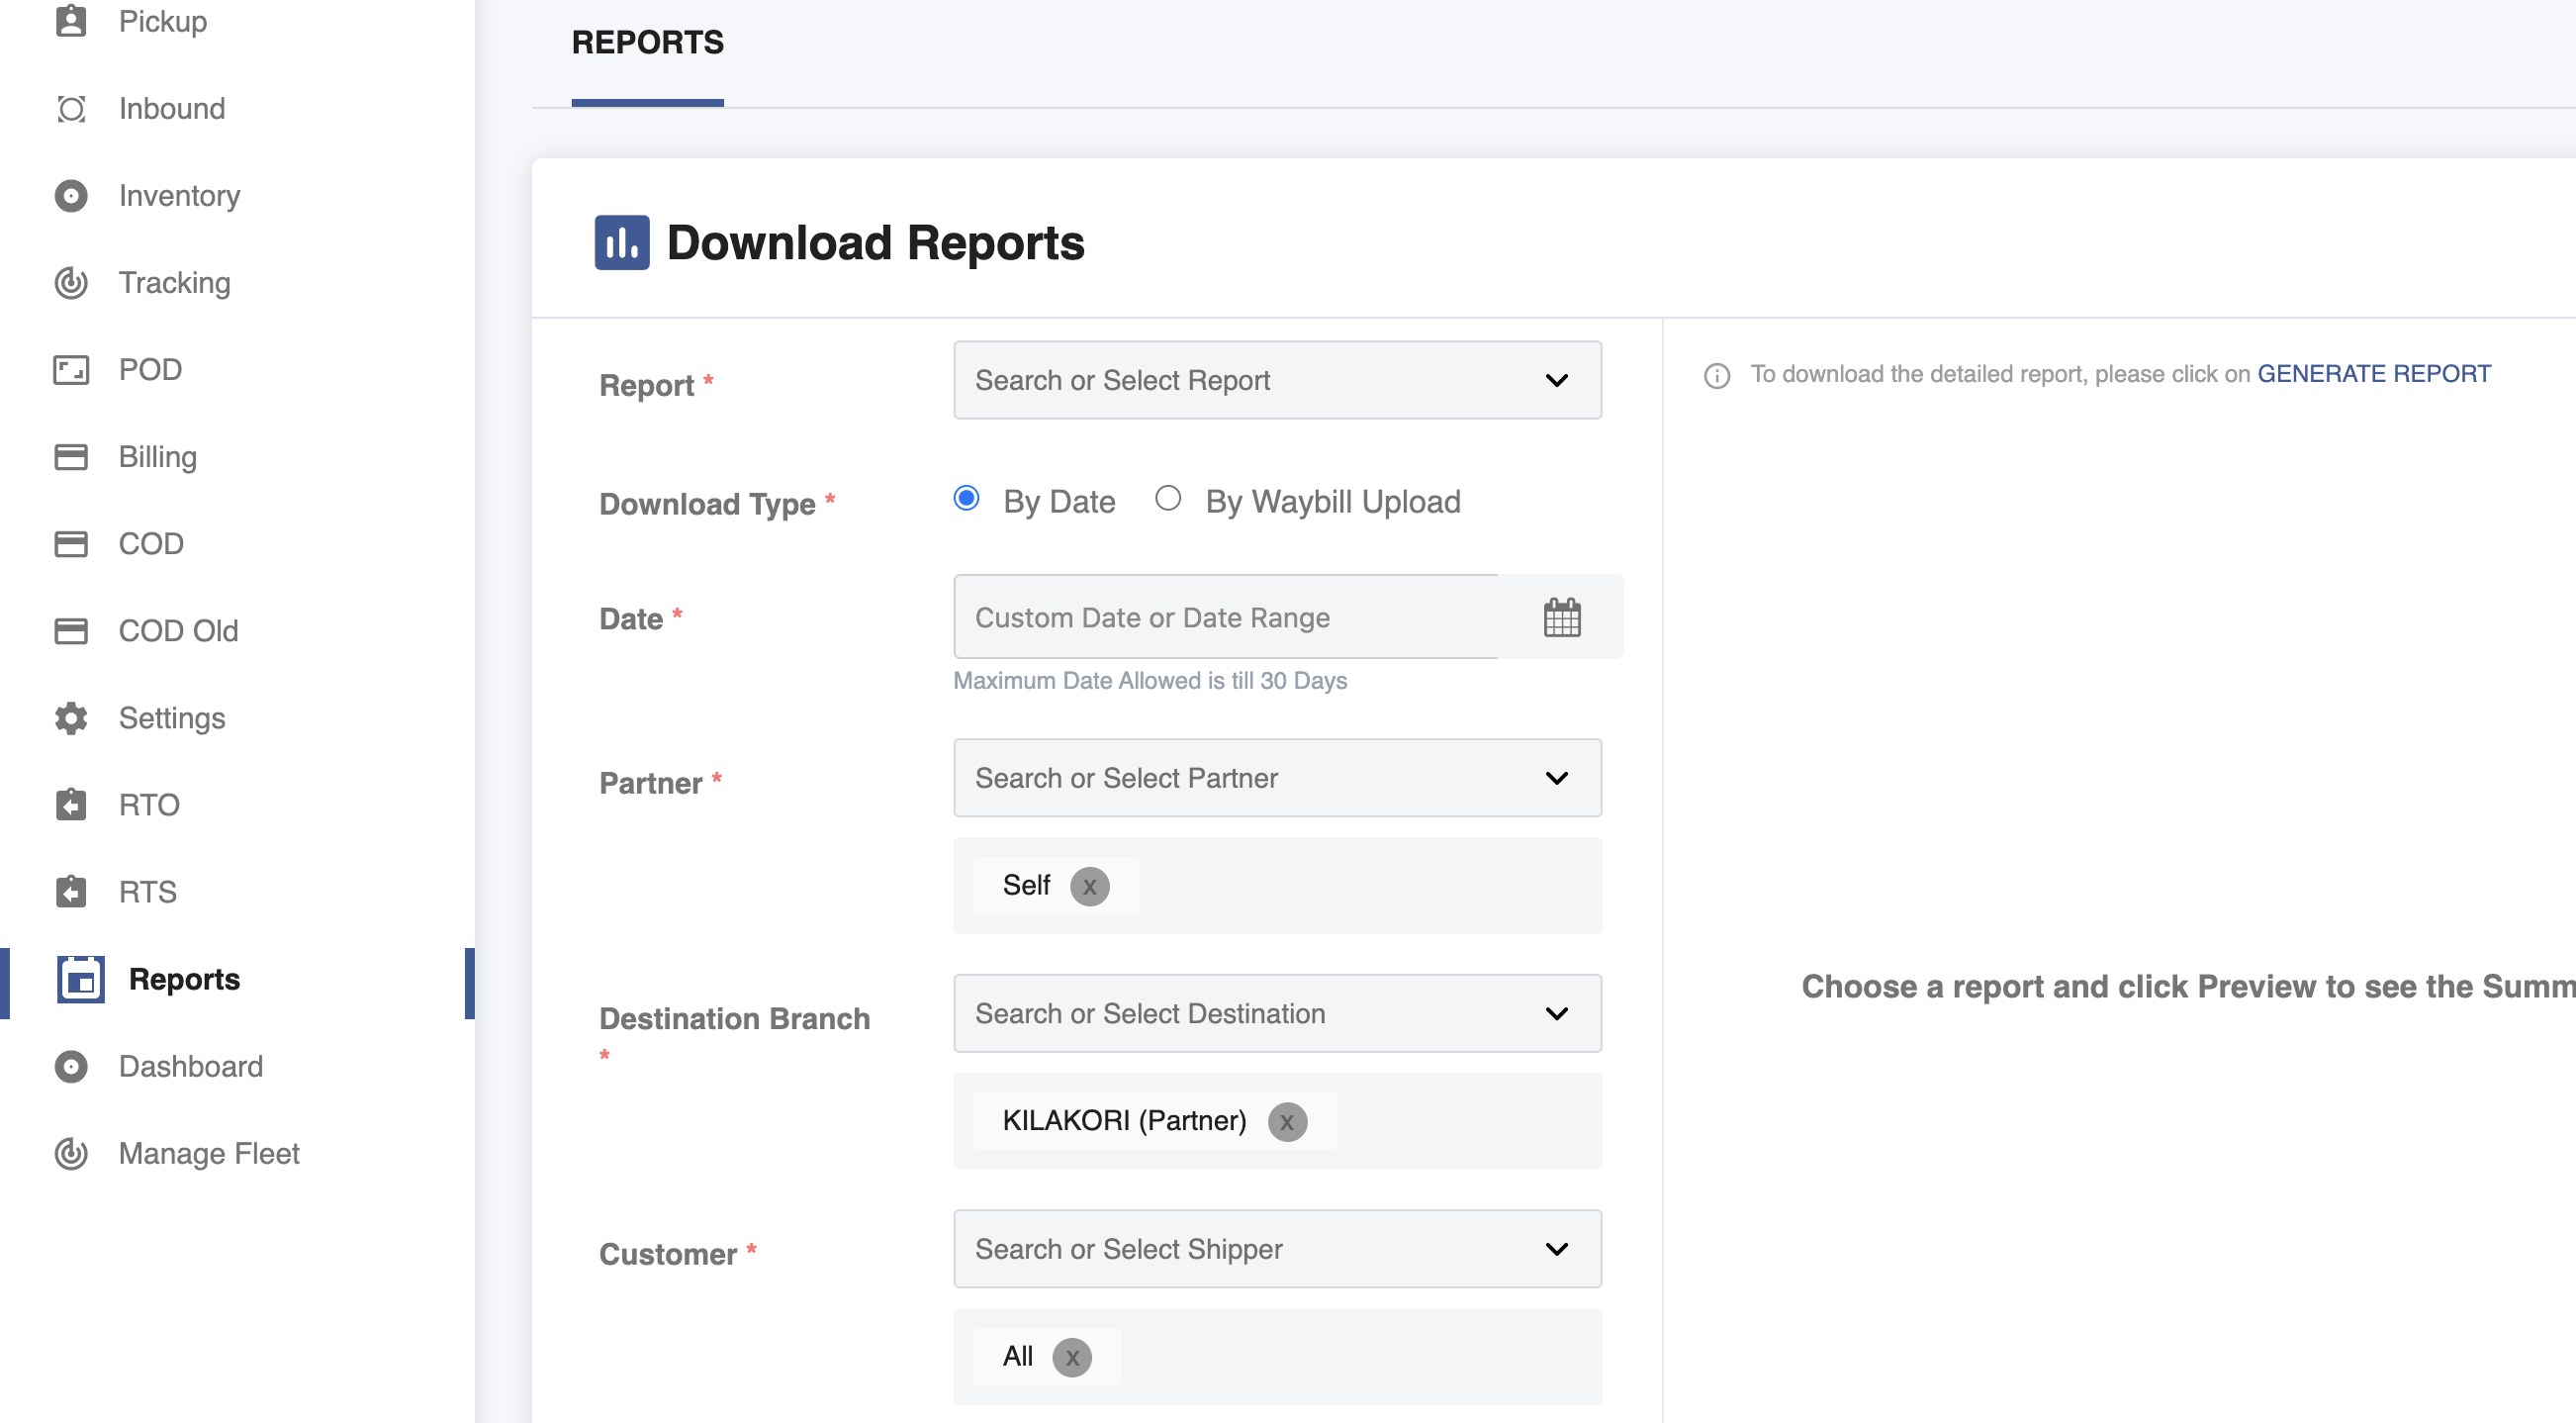 Pickup
Inbound
Inventory
Tracking
POD
Billing
COD
COD Old
Settings
RTO
RTS
Reports
Dashboard
Manage Fleet
REPORTS
Download Reports
Report *
Search or Select Report
Download Type *
By Date
By Waybill Upload
Date *
Custom Date or Date Range
Maximum Date Allowed is till 30 Days
Partner *
Search or Select Partner
Self x
Destination Branch
*
Search or Select Destination
KILAKORI (Partner) x
Customer *
Search or Select Shipper
All x
To download the detailed report, please click on GENERATE REPORT
Choose a report and click Preview to see the Summ